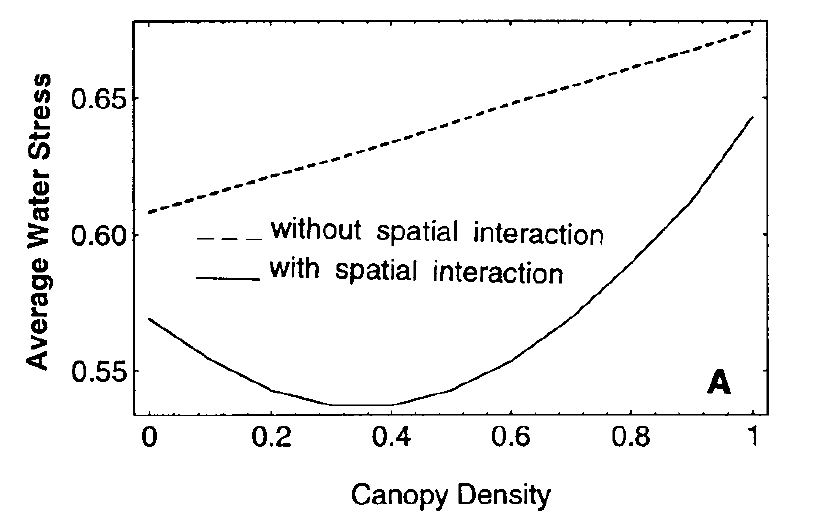 Average Water Stress
0.65
0.60
0.55
without spatial interaction
with spatial interaction
A
0 0.2 0.4 0.6 0.8 1
Canopy Density